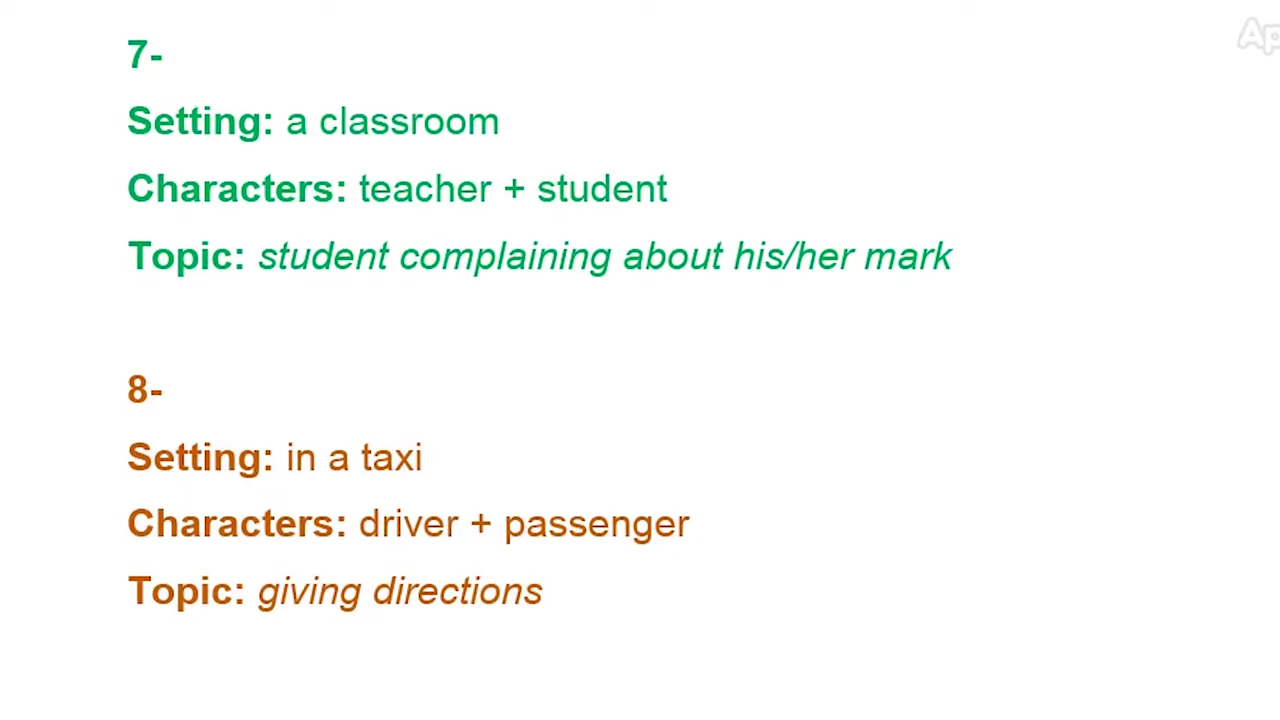 7-
Setting: a classroom
Characters: teacher + student
Topic: student complaining about his/her mark
8-
Setting: in a taxi
Characters: driver + passenger
Topic: giving directions